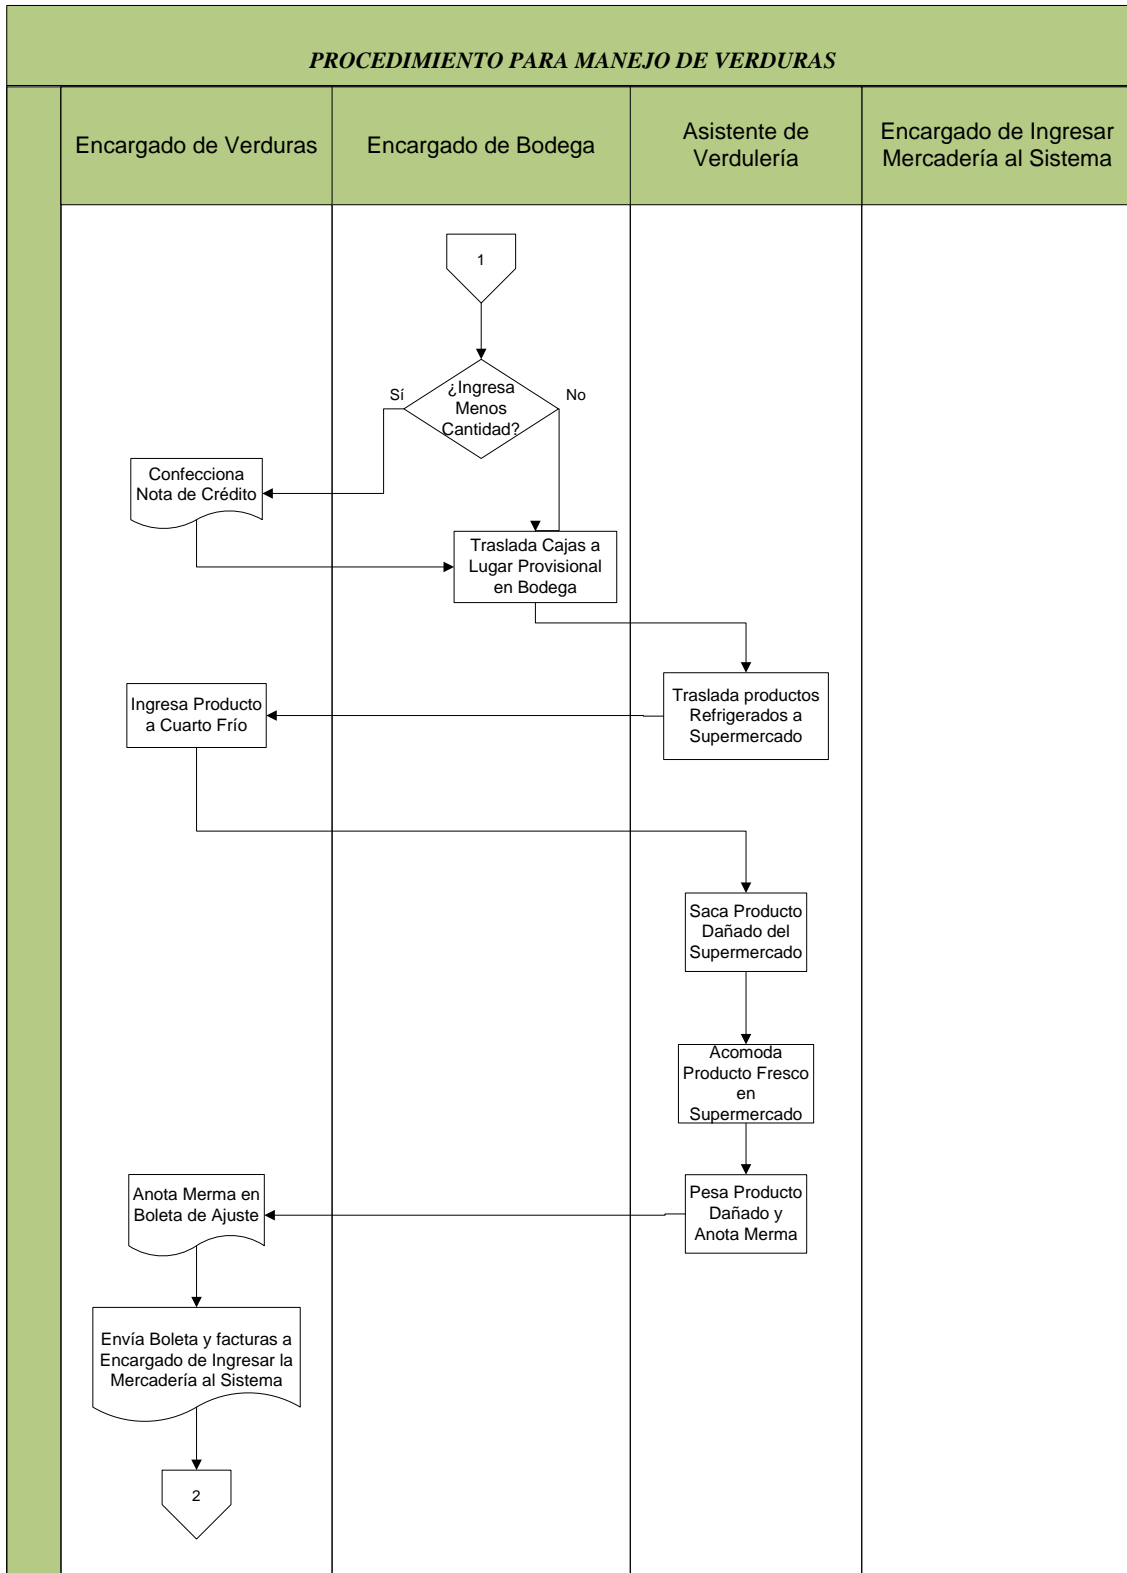 PROCEDIMIENTO PARA MANEJO DE VERDURAS
Encargado de Verduras
Encargado de Bodega
Asistente de
Verdulería
Encargado de Ingresar
Mercadería al Sistema
1
¿Ingresa
Menos
Cantidad?
Sí
No
Confecciona
Nota de Crédito
Traslada Cajas a
Lugar Provisional
en Bodega
Traslada productos
Refrigerados a
Supermercado
Ingresa Producto
a Cuarto Frío
Saca Producto
Dañado del
Supermercado
Acomoda
Producto Fresco
en
Supermercado
Pesa Producto
Dañado y
Anota Merma
Anota Merma en
Boleta de Ajuste
Envía Boleta y facturas a
Encargado de Ingresar la
Mercadería al Sistema
2